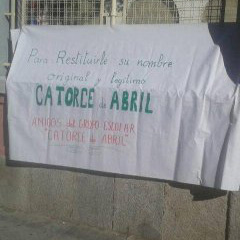 Para Restituirle su nombre
original y legitimo
CATORCE de ABRIL
AMIGOS del GRUPO ESCOLAR
"CATORCE de ABRIL"